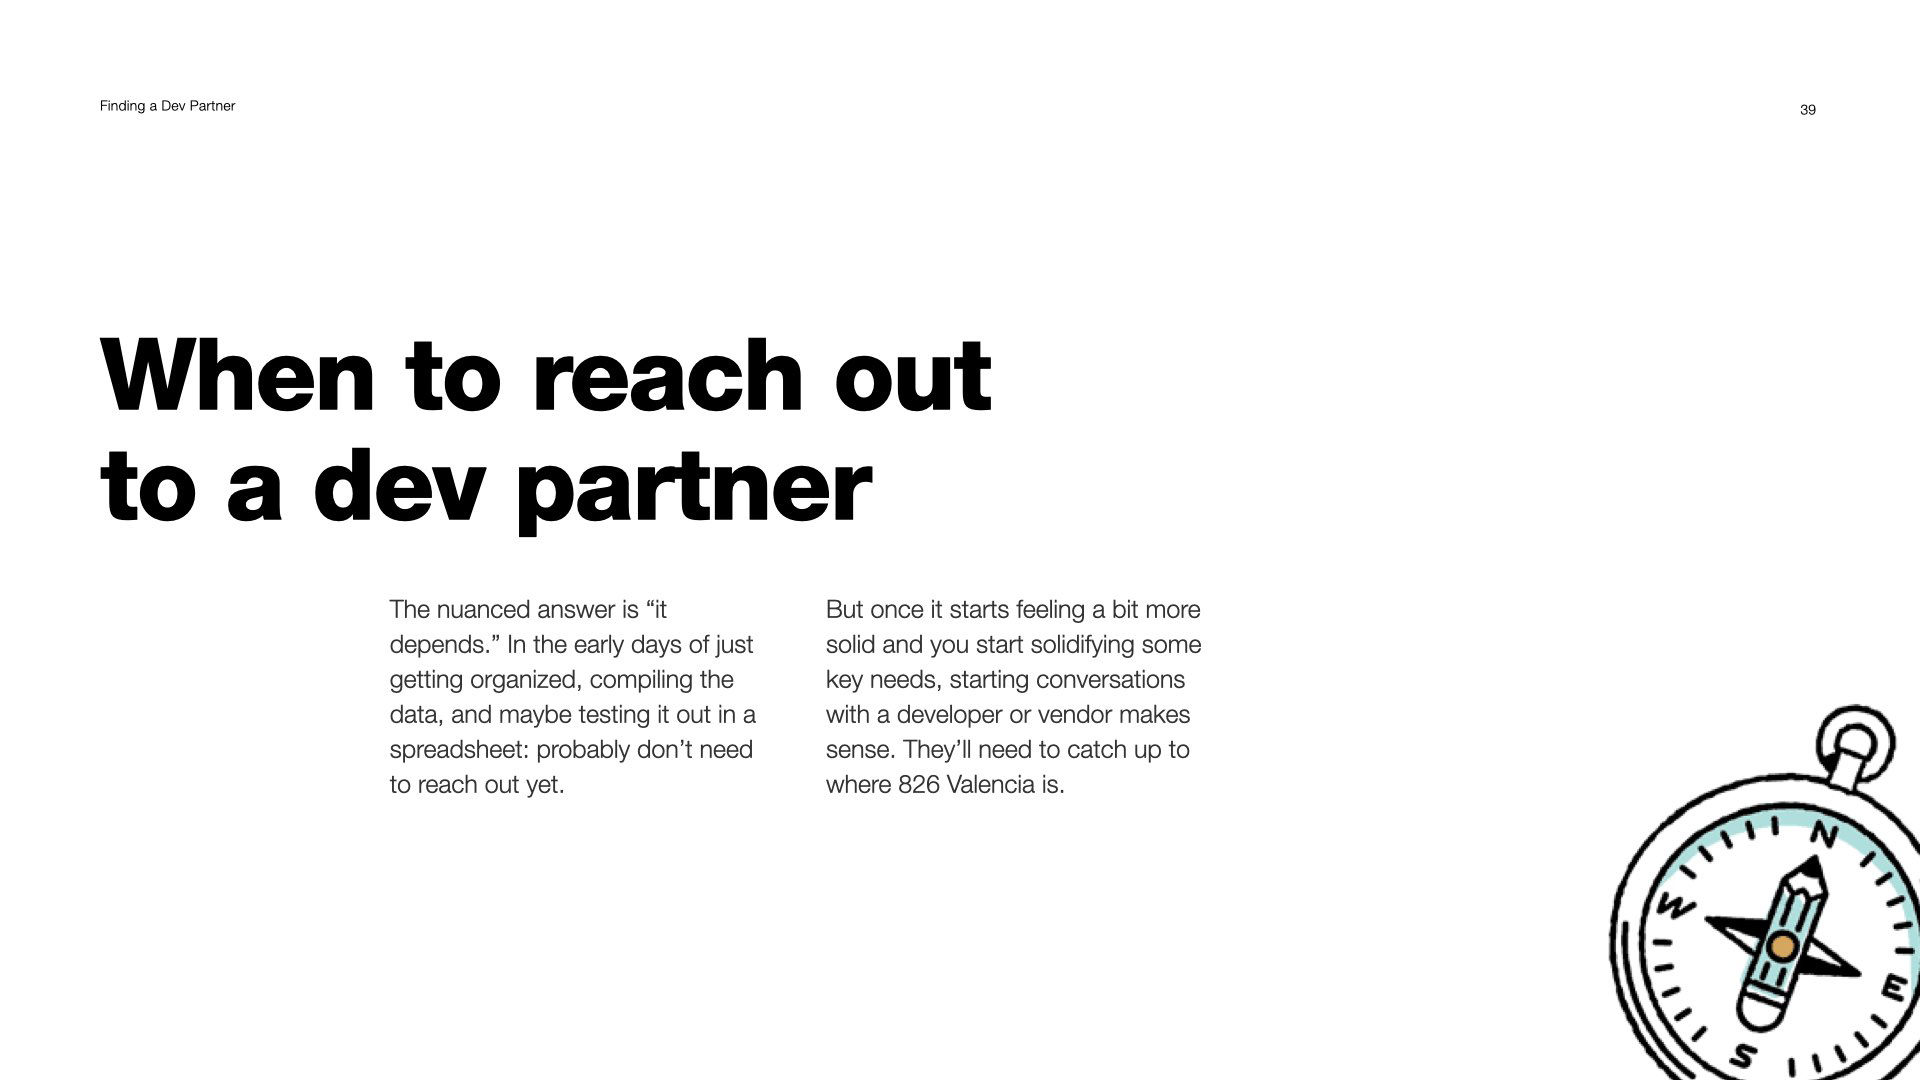 Finding a Dev Partner
39
When to reach out
to a dev partner
The nuanced answer is “it
depends.” In the early days of just
getting organized, compiling the
data, and maybe testing it out in a
spreadsheet: probably don’t need
to reach out yet.
But once it starts feeling a bit more
solid and you start solidifying some
key needs, starting conversations
with a developer or vendor makes
sense. They’ll need to catch up to
where 826 Valencia is.
N
W
E
S